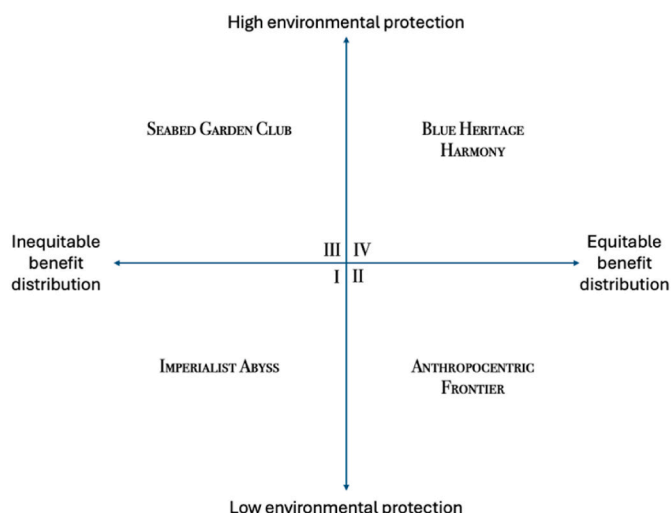 High environmental protection
Seabed Garden Club
Blue Heritage
Harmony
Inequitable
benefit
distribution
III
IV
I
II
Equitable
benefit
distribution
Imperialist Abyss
Anthropocentric
Frontier
Low environmental protection